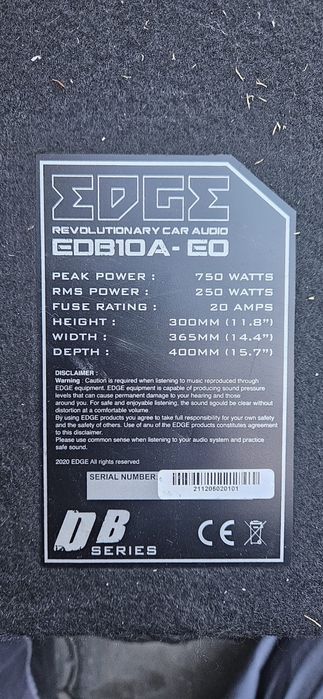 EDGE
REVOLUTIONARY CAR AUDIO
EDB10A- E0
PEAK POWER : 750 WATTS
RMS POWER : 250 WATTS
FUSE RATING : 20 AMPS
HEIGHT : 300MM (11.8")
WIDTH : 365MM (14.4")
DEPTH : 400MM (15.7")
DISCLAIMER :
Warning : Caution is required when listening to music reproduced through
EDGE equipment. EDGE equipment is capable of producing sound pressure
levels that can cause permanent damage to your hearing and those
around you. For safe and enjoyable listening, the sound sgould be clear without
distortion at a comfortable volume.
By using EDGE products you agree to take full responsibility for your own safety
and the safety of others. Use of any of the EDGE products constitutes agreement
to this disclaimer.
Please use common sense when listening to your audio system and practice
safe sound.
2020 EDGE All rights reserved
SERIAL NUMBER:
211206020101
DB
SERIES
CE